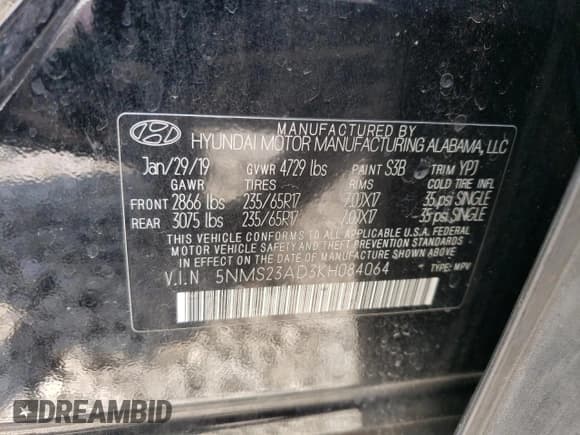 MANUFACTURED BY
HYUNDAI MOTOR MANUFACTURING ALABAMA, LLC
Jan/29/19 GVWR 4729 lbs PAINT S3B TRIM YPJ
GAWR TIRES RIMS COLD TIRE INFL
FRONT 2866 lbs 235/65R17 7.0JX17 35 psi SINGLE
REAR 3075 lbs 235/65R17 7.0JX17 35 psi SINGLE
THIS VEHICLE CONFORMS TO ALL APPLICABLE U.S.A. FEDERAL
MOTOR VEHICLE SAFETY AND THEFT PREVENTION STANDARDS
IN EFFECT ON THE DATE OF MANUFACTURE SHOWN ABOVE.
V.I.N 5NMS23AD3KH084064 TYPE: MPV
DREAMBID